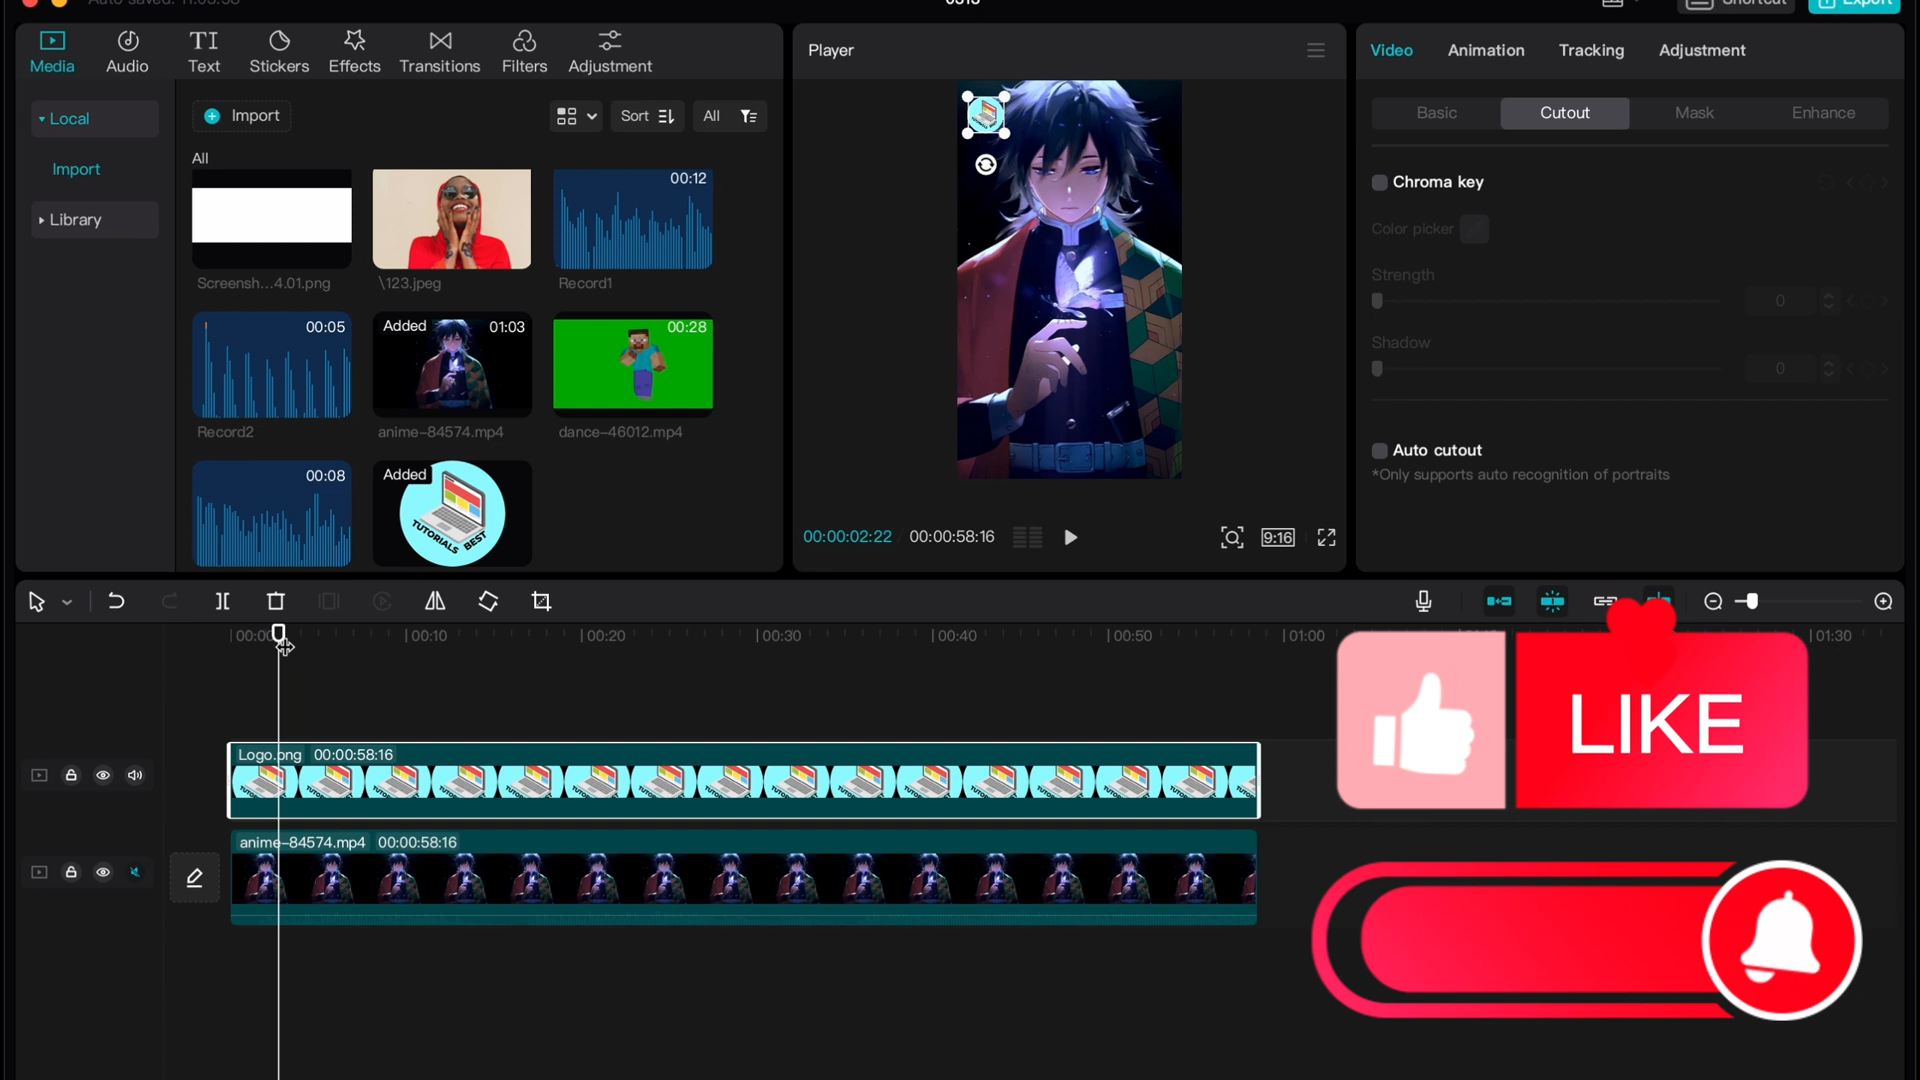 Media
Audio
Text
Stickers
Effects
Transitions
Filters
Adjustment
Local
Import
Library
Import
Sort
All
All
Screensh...4.01.png
\123.jpeg
00:12
Record1
00:05
Record2
Added
01:03
anime-84574.mp4
00:28
dance-46012.mp4
00:08
Added
TUTORIALS BEST
Player
00:00:02:22
00:00:58:16
9:16
Video
Animation
Tracking
Adjustment
Basic
Cutout
Mask
Enhance
Chroma key
Color picker
Strength
0
Shadow
0
Auto cutout
*Only supports auto recognition of portraits
00:10
00:20
00:30
00:40
00:50
01:00
01:30
Logo.png 00:00:58:16
anime-84574.mp4 00:00:58:16
LIKE